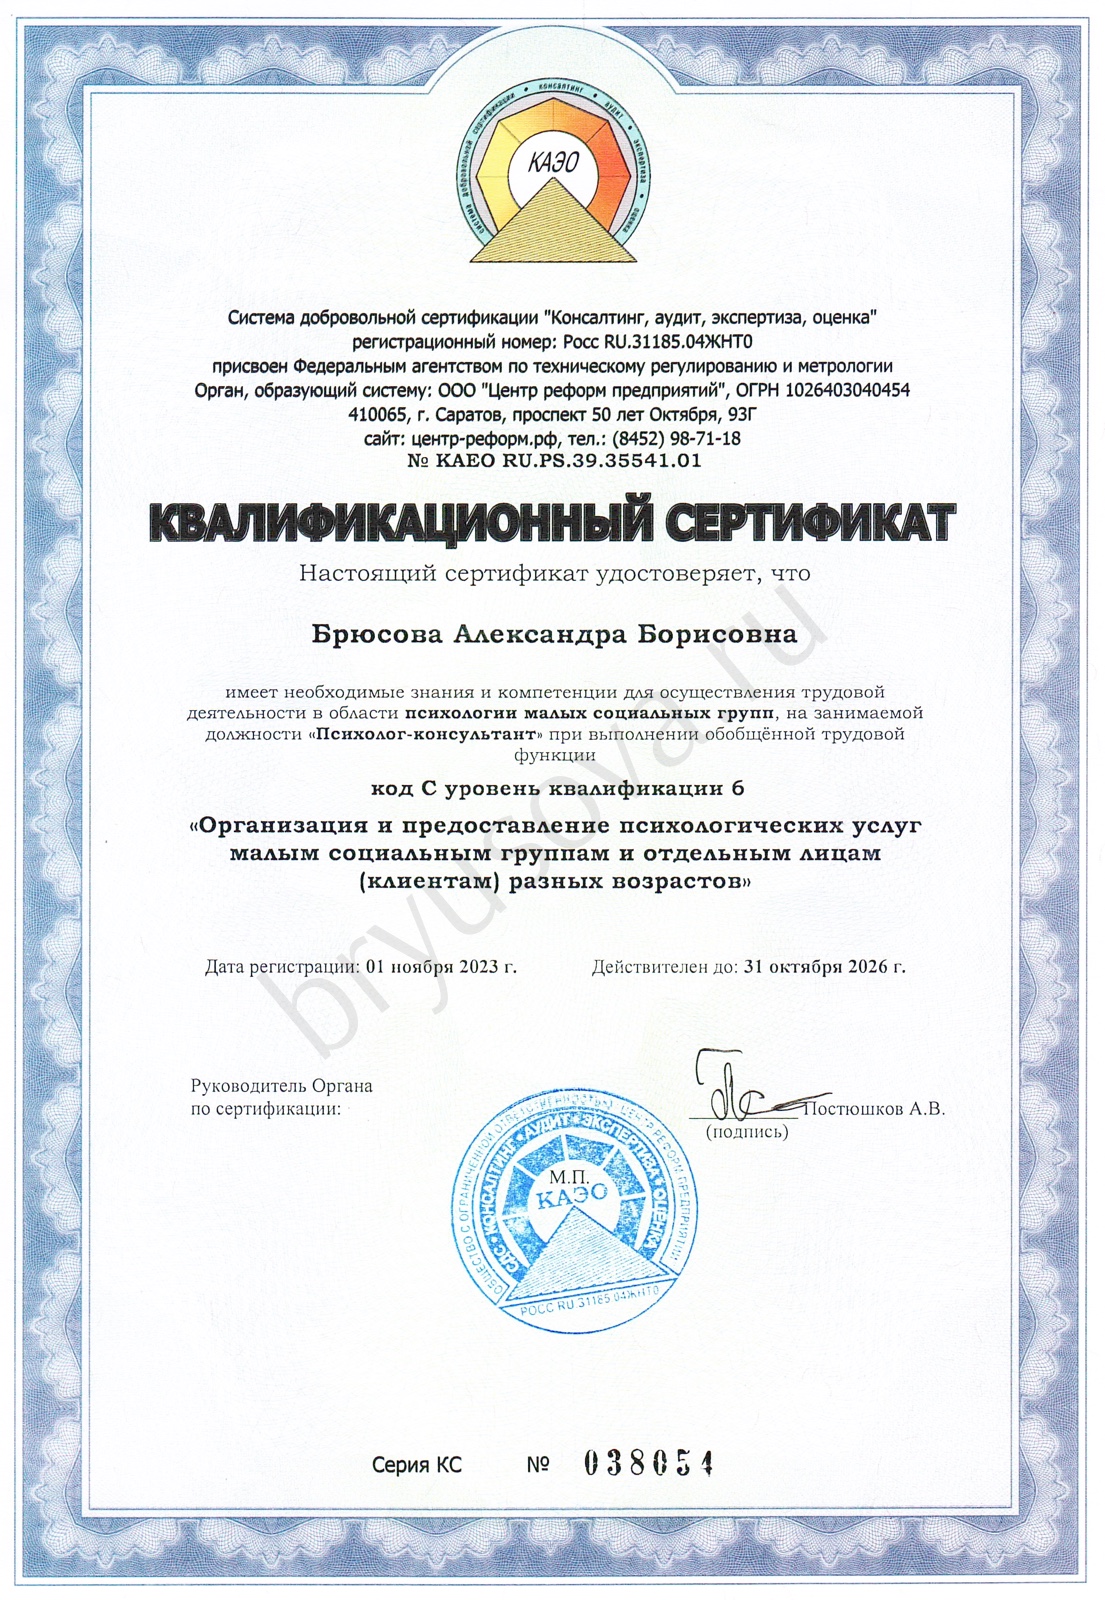 система добровольной сертификации • консалтинг • аудит • экспертиза • оценка
КАЭО
Система добровольной сертификации "Консалтинг, аудит, экспертиза, оценка"
регистрационный номер: Росс RU.31185.04ЖНТ0
присвоен Федеральным агентством по техническому регулированию и метрологии
Орган, образующий систему: ООО "Центр реформ предприятий", ОГРН 1026403040454
410065, г. Саратов, проспект 50 лет Октября, 93Г
сайт: центр-реформ.рф, тел.: (8452) 98-71-18
№ KAEO RU.PS.39.35541.01
КВАЛИФИКАЦИОННЫЙ СЕРТИФИКАТ
Настоящий сертификат удостоверяет, что
Брюсова Александра Борисовна
имеет необходимые знания и компетенции для осуществления трудовой
деятельности в области психологии малых социальных групп, на занимаемой
должности «Психолог-консультант» при выполнении обобщённой трудовой
функции
код С уровень квалификации 6
«Организация и предоставление психологических услуг
малым социальным группам и отдельным лицам
(клиентам) разных возрастов»
bryusova.ru
Дата регистрации: 01 ноября 2023 г. Действителен до: 31 октября 2026 г.
Руководитель Органа
по сертификации:
Постюшков А.В.
(подпись)
ОБЩЕСТВО С ОГРАНИЧЕННОЙ ОТВЕТСТВЕННОСТЬЮ ЦЕНТР РЕФОРМ ПРЕДПРИЯТИЙ
СДС • КОНСАЛТИНГ • АУДИТ • ЭКСПЕРТИЗА • ОЦЕНКА
М.П.
КАЭО
РОСС RU.31185.04ЖНТ0
Серия КС № 038054